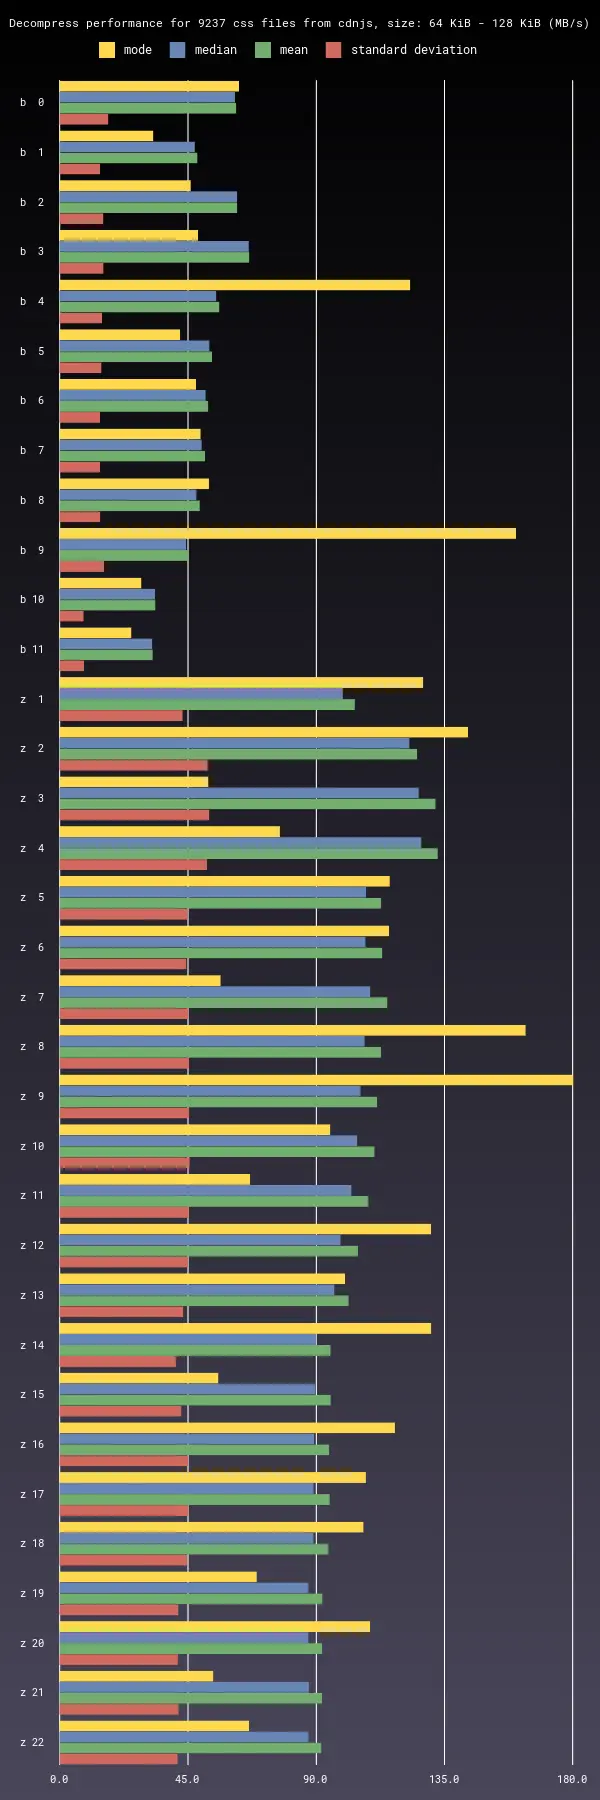 Decompress performance for 9237 css files from cdnjs, size: 64 KiB - 128 KiB (MB/s)
mode median mean standard deviation
b 0
b 1
b 2
b 3
b 4
b 5
b 6
b 7
b 8
b 9
b 10
b 11
z 1
z 2
z 3
z 4
z 5
z 6
z 7
z 8
z 9
z 10
z 11
z 12
z 13
z 14
z 15
z 16
z 17
z 18
z 19
z 20
z 21
z 22
0.0 45.0 90.0 135.0 180.0